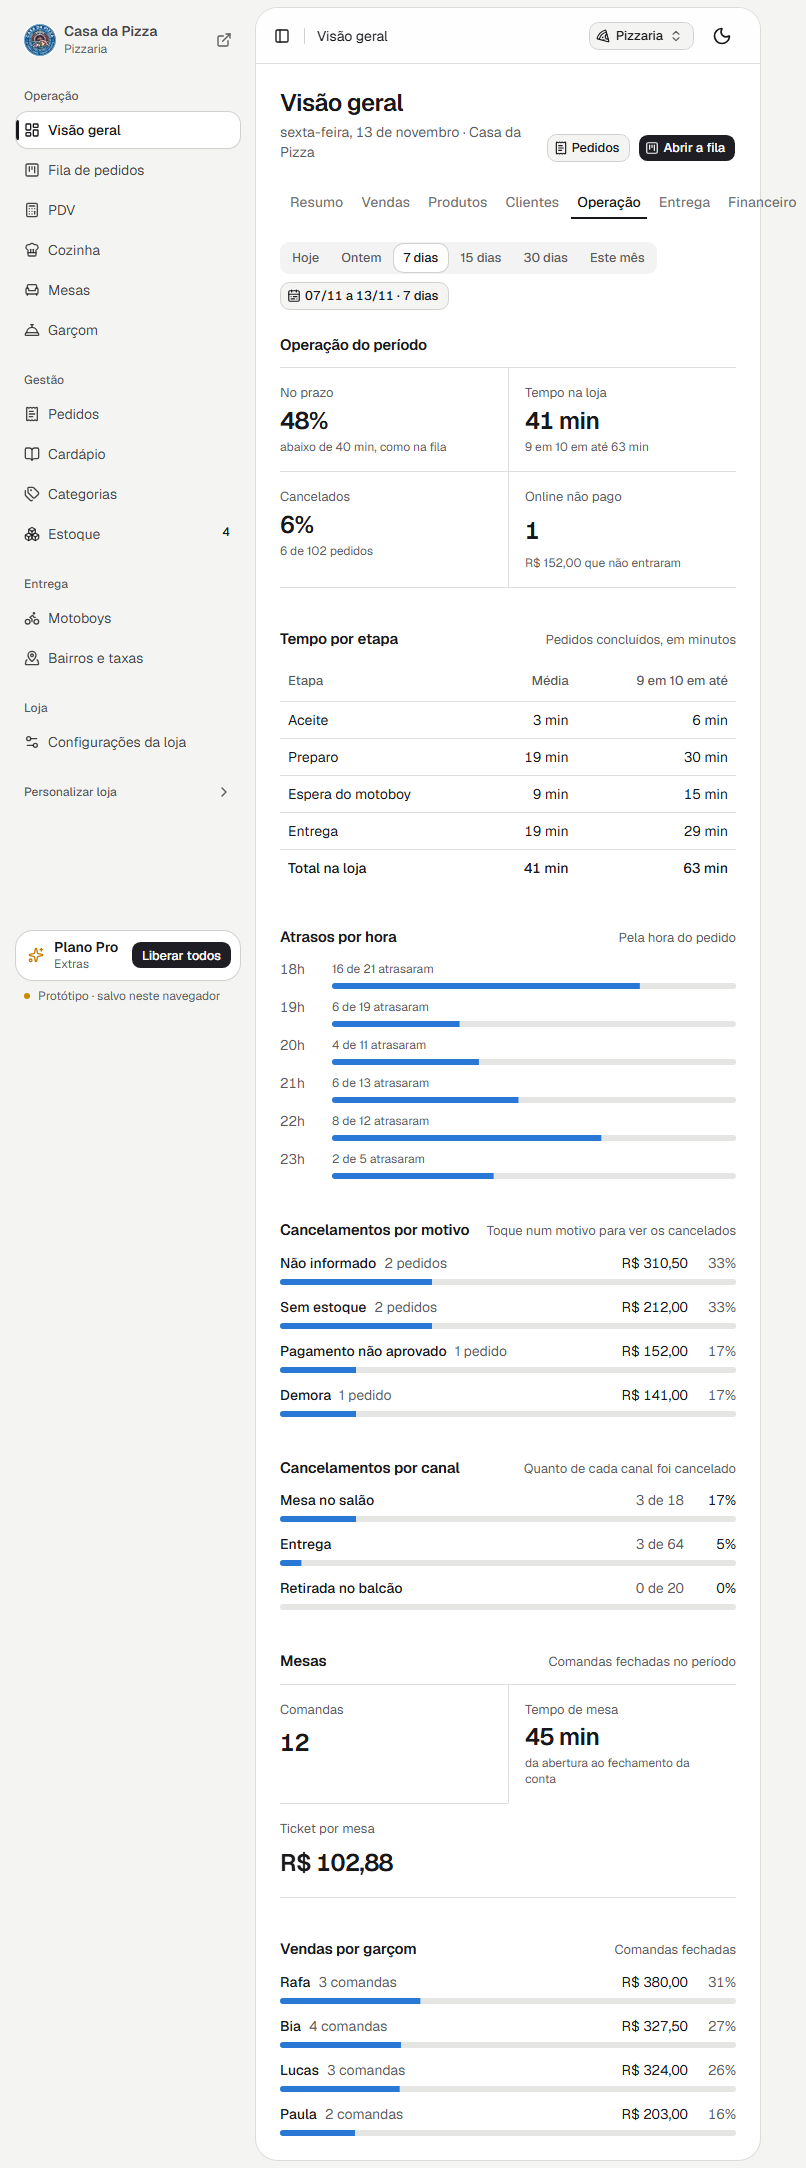 Casa da Pizza
Pizzaria
Operação
Visão geral
Fila de pedidos
PDV
Cozinha
Mesas
Garçom
Gestão
Pedidos
Cardápio
Categorias
Estoque 4
Entrega
Motoboys
Bairros e taxas
Loja
Configurações da loja
Personalizar loja
Plano Pro
Extras
Liberar todos
Protótipo · salvo neste navegador
Visão geral
Pizzaria
Visão geral
sexta-feira, 13 de novembro · Casa da
Pizza
Pedidos
Abrir a fila
Resumo Vendas Produtos Clientes Operação Entrega Financeiro
Hoje Ontem 7 dias 15 dias 30 dias Este mês
07/11 a 13/11 · 7 dias
Operação do período
No prazo
48%
abaixo de 40 min, como na fila
Tempo na loja
41 min
9 em 10 em até 63 min
Cancelados
6%
6 de 102 pedidos
Online não pago
1
R$ 152,00 que não entraram
Tempo por etapa Pedidos concluídos, em minutos
Etapa Média 9 em 10 em até
Aceite 3 min 6 min
Preparo 19 min 30 min
Espera do motoboy 9 min 15 min
Entrega 19 min 29 min
Total na loja 41 min 63 min
Atrasos por hora Pela hora do pedido
18h 16 de 21 atrasaram
19h 6 de 19 atrasaram
20h 4 de 11 atrasaram
21h 6 de 13 atrasaram
22h 8 de 12 atrasaram
23h 2 de 5 atrasaram
Cancelamentos por motivo Toque num motivo para ver os cancelados
Não informado 2 pedidos R$ 310,50 33%
Sem estoque 2 pedidos R$ 212,00 33%
Pagamento não aprovado 1 pedido R$ 152,00 17%
Demora 1 pedido R$ 141,00 17%
Cancelamentos por canal Quanto de cada canal foi cancelado
Mesa no salão 3 de 18 17%
Entrega 3 de 64 5%
Retirada no balcão 0 de 20 0%
Mesas Comandas fechadas no período
Comandas
12
Tempo de mesa
45 min
da abertura ao fechamento da
conta
Ticket por mesa
R$ 102,88
Vendas por garçom Comandas fechadas
Rafa 3 comandas R$ 380,00 31%
Bia 4 comandas R$ 327,50 27%
Lucas 3 comandas R$ 324,00 26%
Paula 2 comandas R$ 203,00 16%